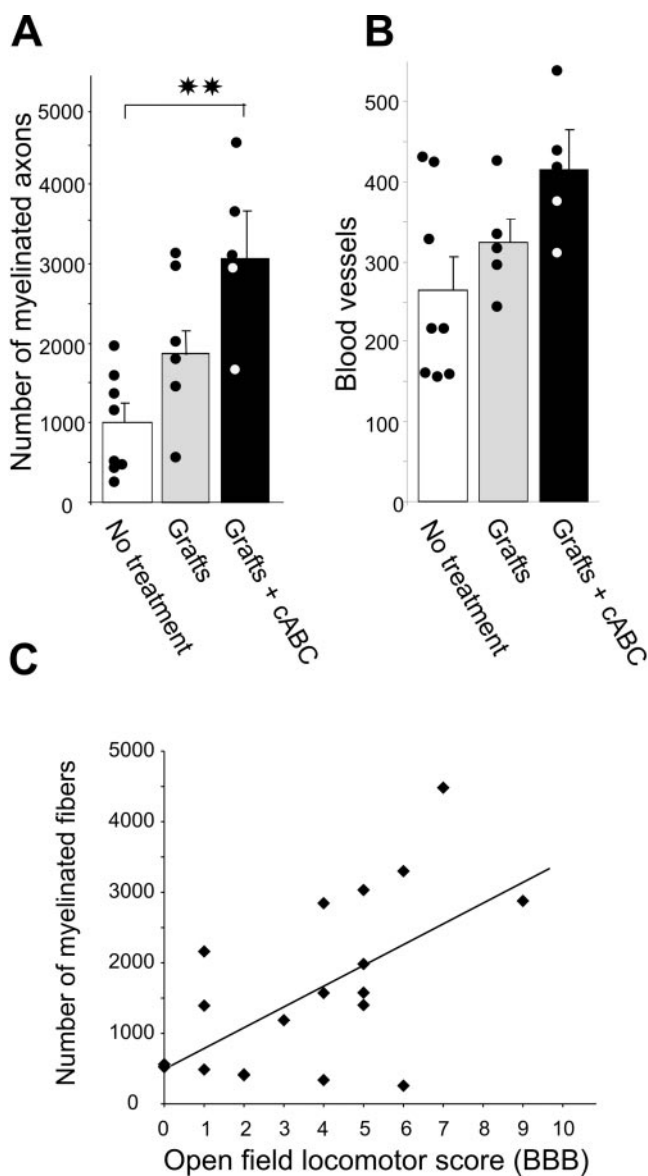 A
B
Number of myelinated axons
5000
4000
3000
2000
1000
0
No treatment
Grafts
Grafts + cABC
Blood vessels
500
400
300
200
100
0
No treatment
Grafts
Grafts + cABC
C
Number of myelinated fibers
5000
4000
3000
2000
1000
0
0 1 2 3 4 5 6 7 8 9 10
Open field locomotor score (BBB)